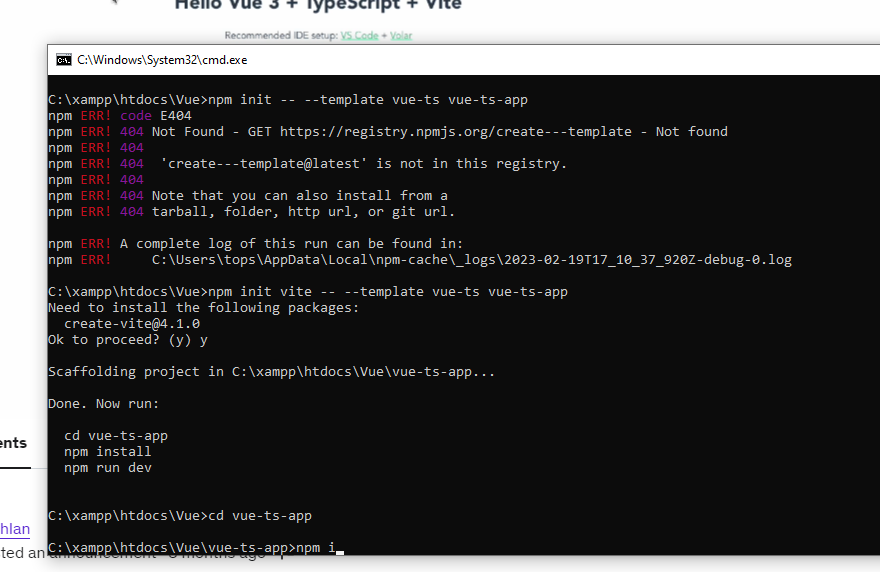 Hello Vue 3 + TypeScript + Vite
Recommended IDE setup: VS Code + Volar
C:\Windows\System32\cmd.exe
C:\xampp\htdocs\Vue>npm init -- --template vue-ts vue-ts-app
npm ERR! code E404
npm ERR! 404 Not Found - GET https://registry.npmjs.org/create---template - Not found
npm ERR! 404
npm ERR! 404  'create---template@latest' is not in this registry.
npm ERR! 404
npm ERR! 404 Note that you can also install from a
npm ERR! 404 tarball, folder, http url, or git url.
npm ERR! A complete log of this run can be found in:
npm ERR!     C:\Users\tops\AppData\Local\npm-cache\_logs\2023-02-19T17_10_37_920Z-debug-0.log
C:\xampp\htdocs\Vue>npm init vite -- --template vue-ts vue-ts-app
Need to install the following packages:
  create-vite@4.1.0
Ok to proceed? (y) y
Scaffolding project in C:\xampp\htdocs\Vue\vue-ts-app...
Done. Now run:
  cd vue-ts-app
  npm install
  npm run dev
ents
C:\xampp\htdocs\Vue>cd vue-ts-app
hlan
C:\xampp\htdocs\Vue\vue-ts-app>npm i
ted an